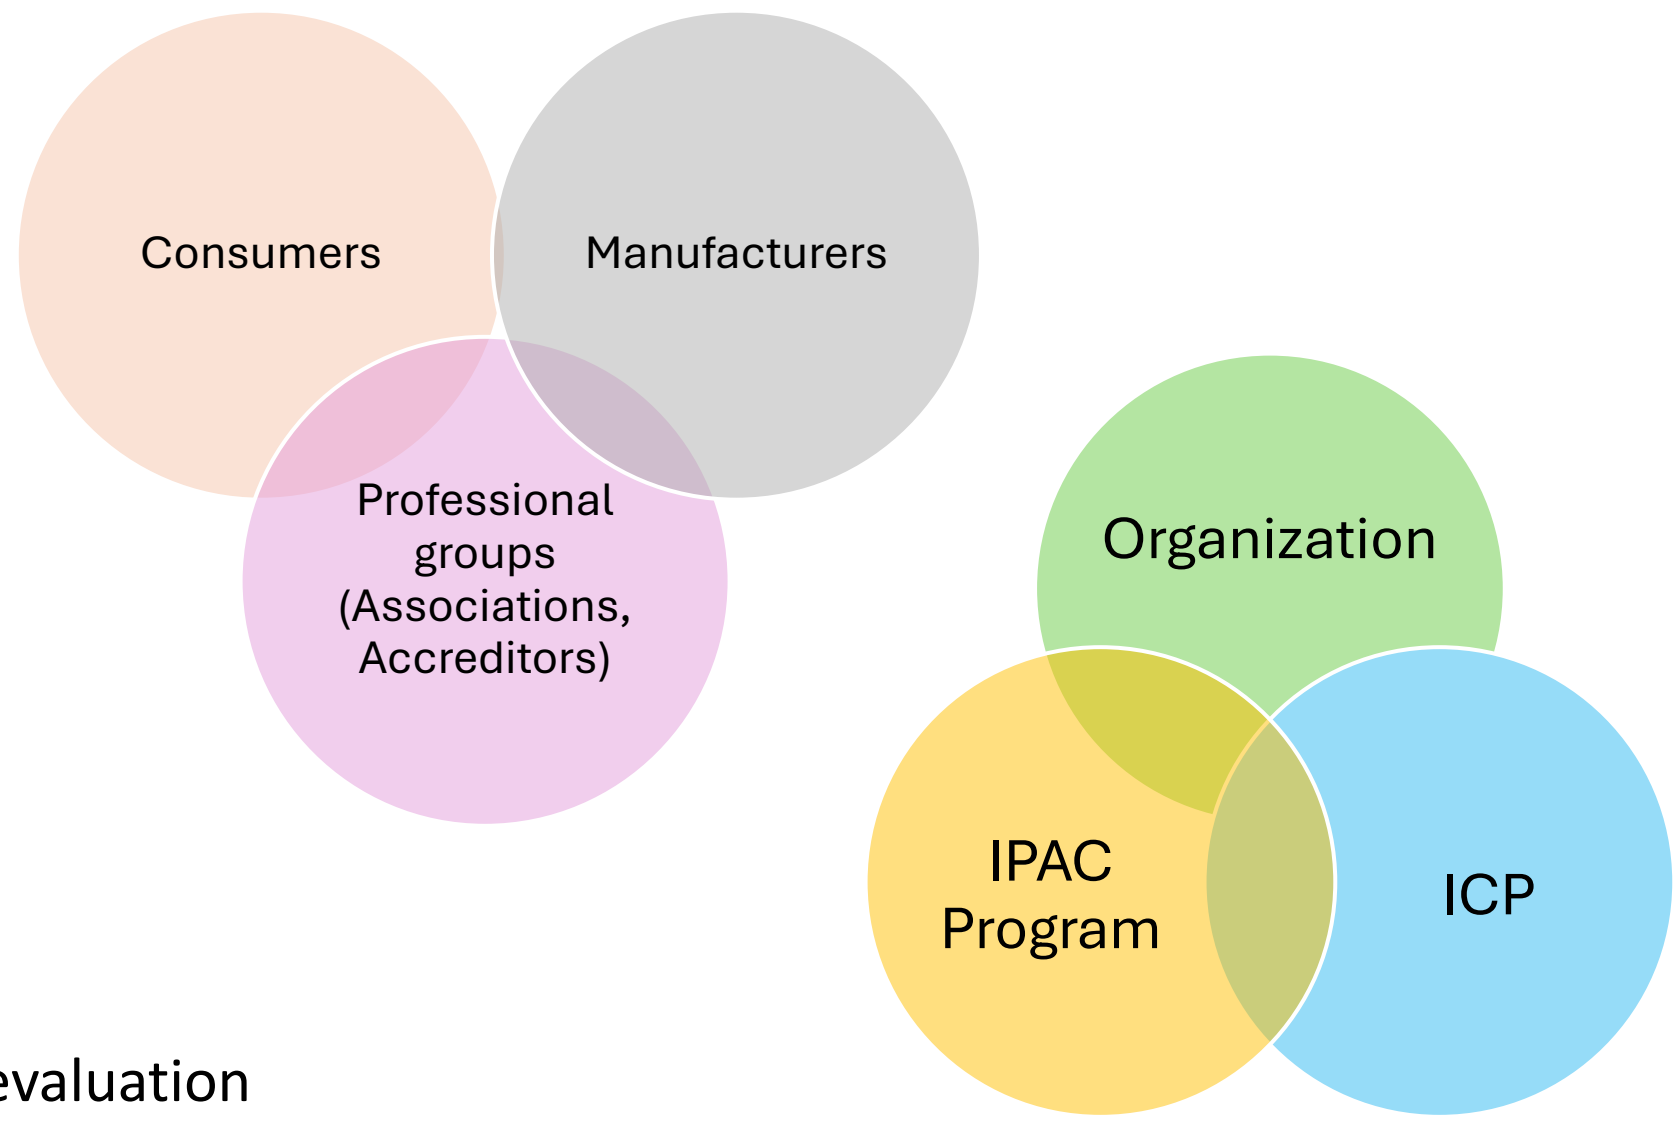 Consumers
Manufacturers
Professional
groups
(Associations,
Accreditors)
Organization
IPAC
Program
ICP
evaluation